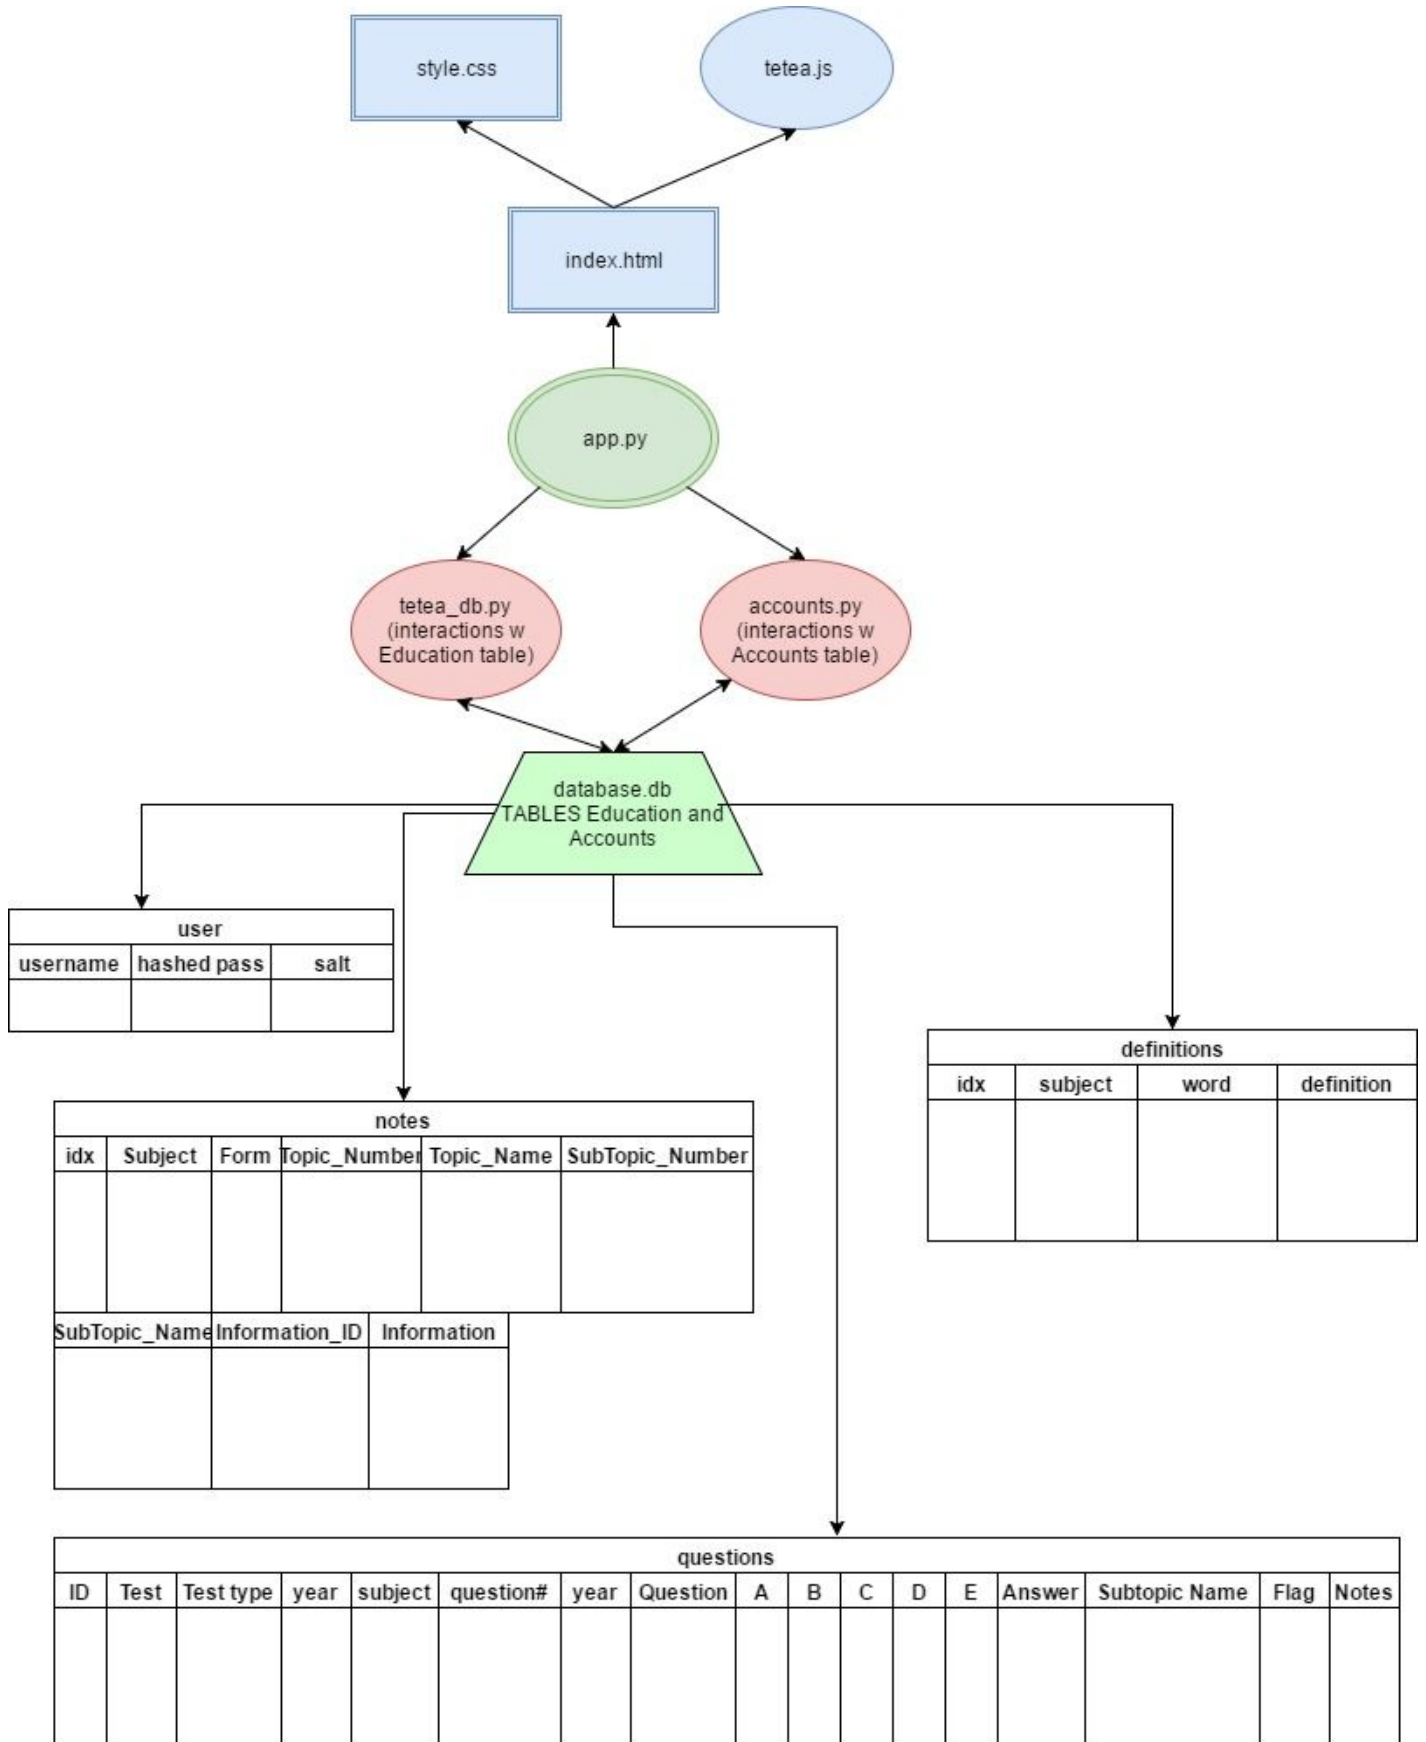 style.css
tetea.js
index.html
app.py
tetea_db.py
(interactions w
Education table)
accounts.py
(interactions w
Accounts table)
database.db
TABLES Education and
Accounts
user
username hashed pass salt
definitions
idx subject word definition
notes
idx Subject Form Topic_Number Topic_Name SubTopic_Number
SubTopic_Name Information_ID Information
questions
ID Test Test type year subject question# year Question A B C D E Answer Subtopic Name Flag Notes